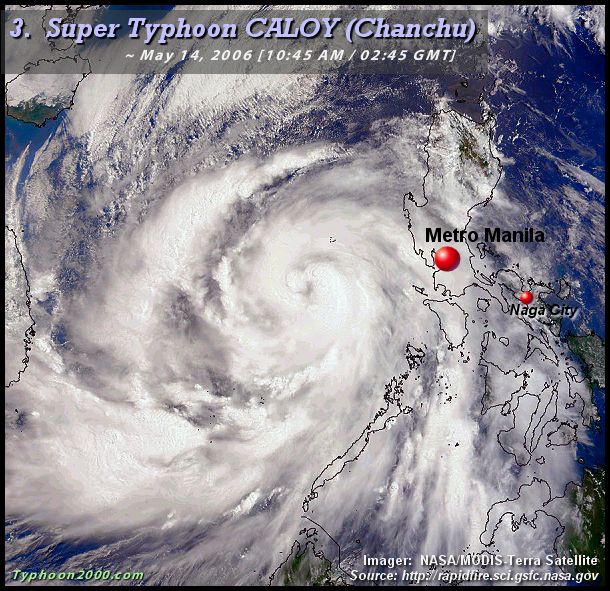 3. Super Typhoon CALOY (Chanchu)
~ May 14, 2006 [10:45 AM / 02:45 GMT]
Metro Manila
Naga City
Imager: NASA/MODIS-Terra Satellite
Typhoon2000.com
Source: http://rapidfire.sci.gsfc.nasa.gov